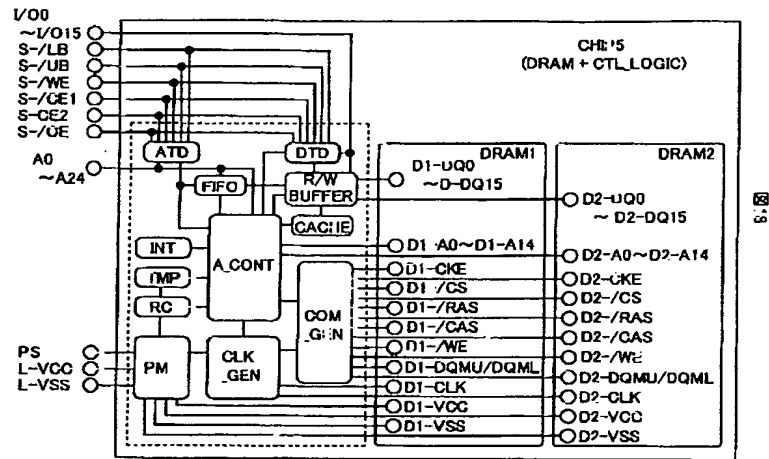 I/O0
~I/O15
S-/LB
S-/UB
S-/WE
S-/CE1
S-CE2
S-/OE
A0
~A24
PS
L-VCC
L-VSS
CHIP5
(DRAM + CTL_LOGIC)
ATD
DTD
FIFO
R/W
BUFFER
CACHE
INT
TMP
RC
A_CONT
COM
_GEN
PM
CLK
_GEN
DRAM1
D1-DQ0
~D-DQ15
D1-A0~D1-A14
D1-CKE
D1-/CS
D1-/RAS
D1-/CAS
D1-/WE
D1-DQMU/DQML
D1-CLK
D1-VCC
D1-VSS
DRAM2
D2-DQ0
~ D2-DQ15
D2-A0~D2-A14
D2-CKE
D2-/CS
D2-/RAS
D2-/CAS
D2-/WE
D2-DQMU/DQML
D2-CLK
D2-VCC
D2-VSS
図18